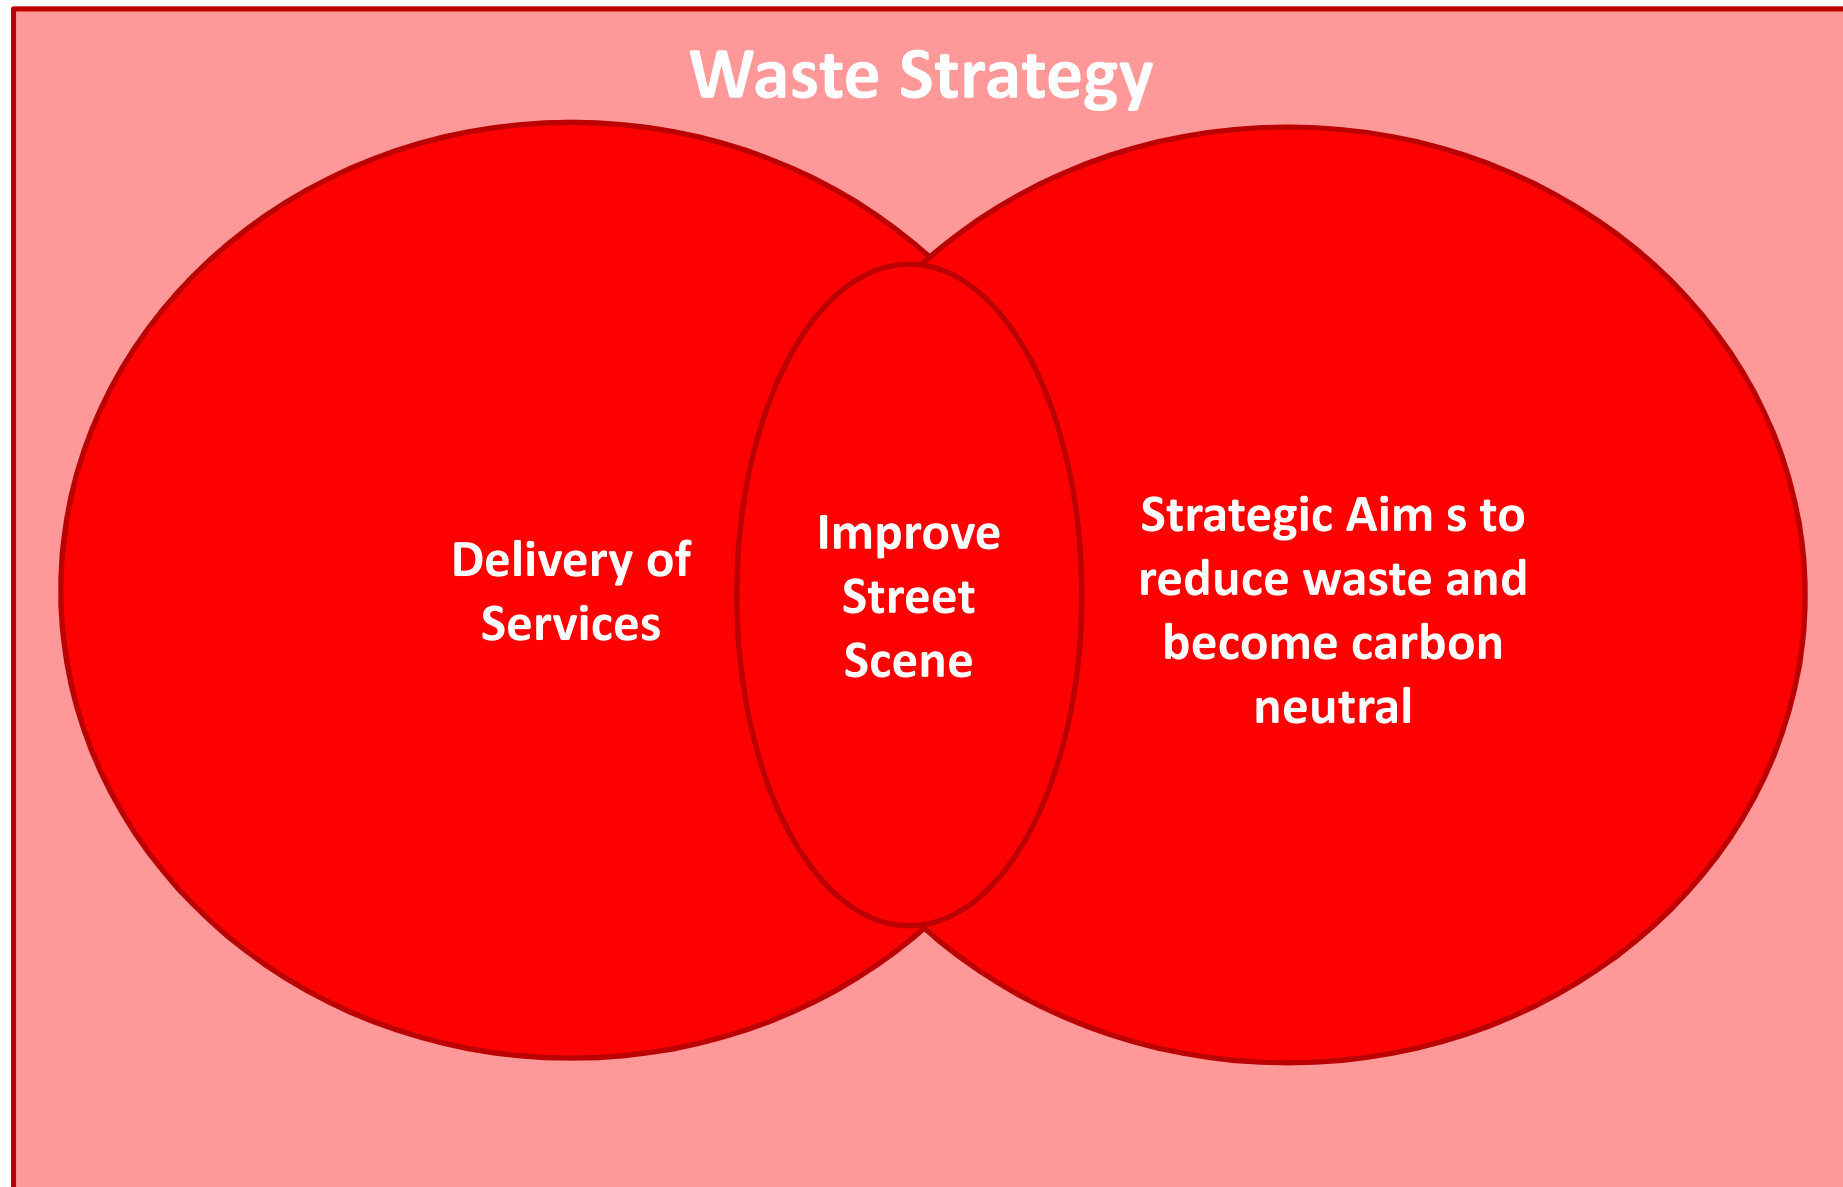 Waste Strategy
Delivery of
Services
Improve
Street
Scene
Strategic Aim s to
reduce waste and
become carbon
neutral